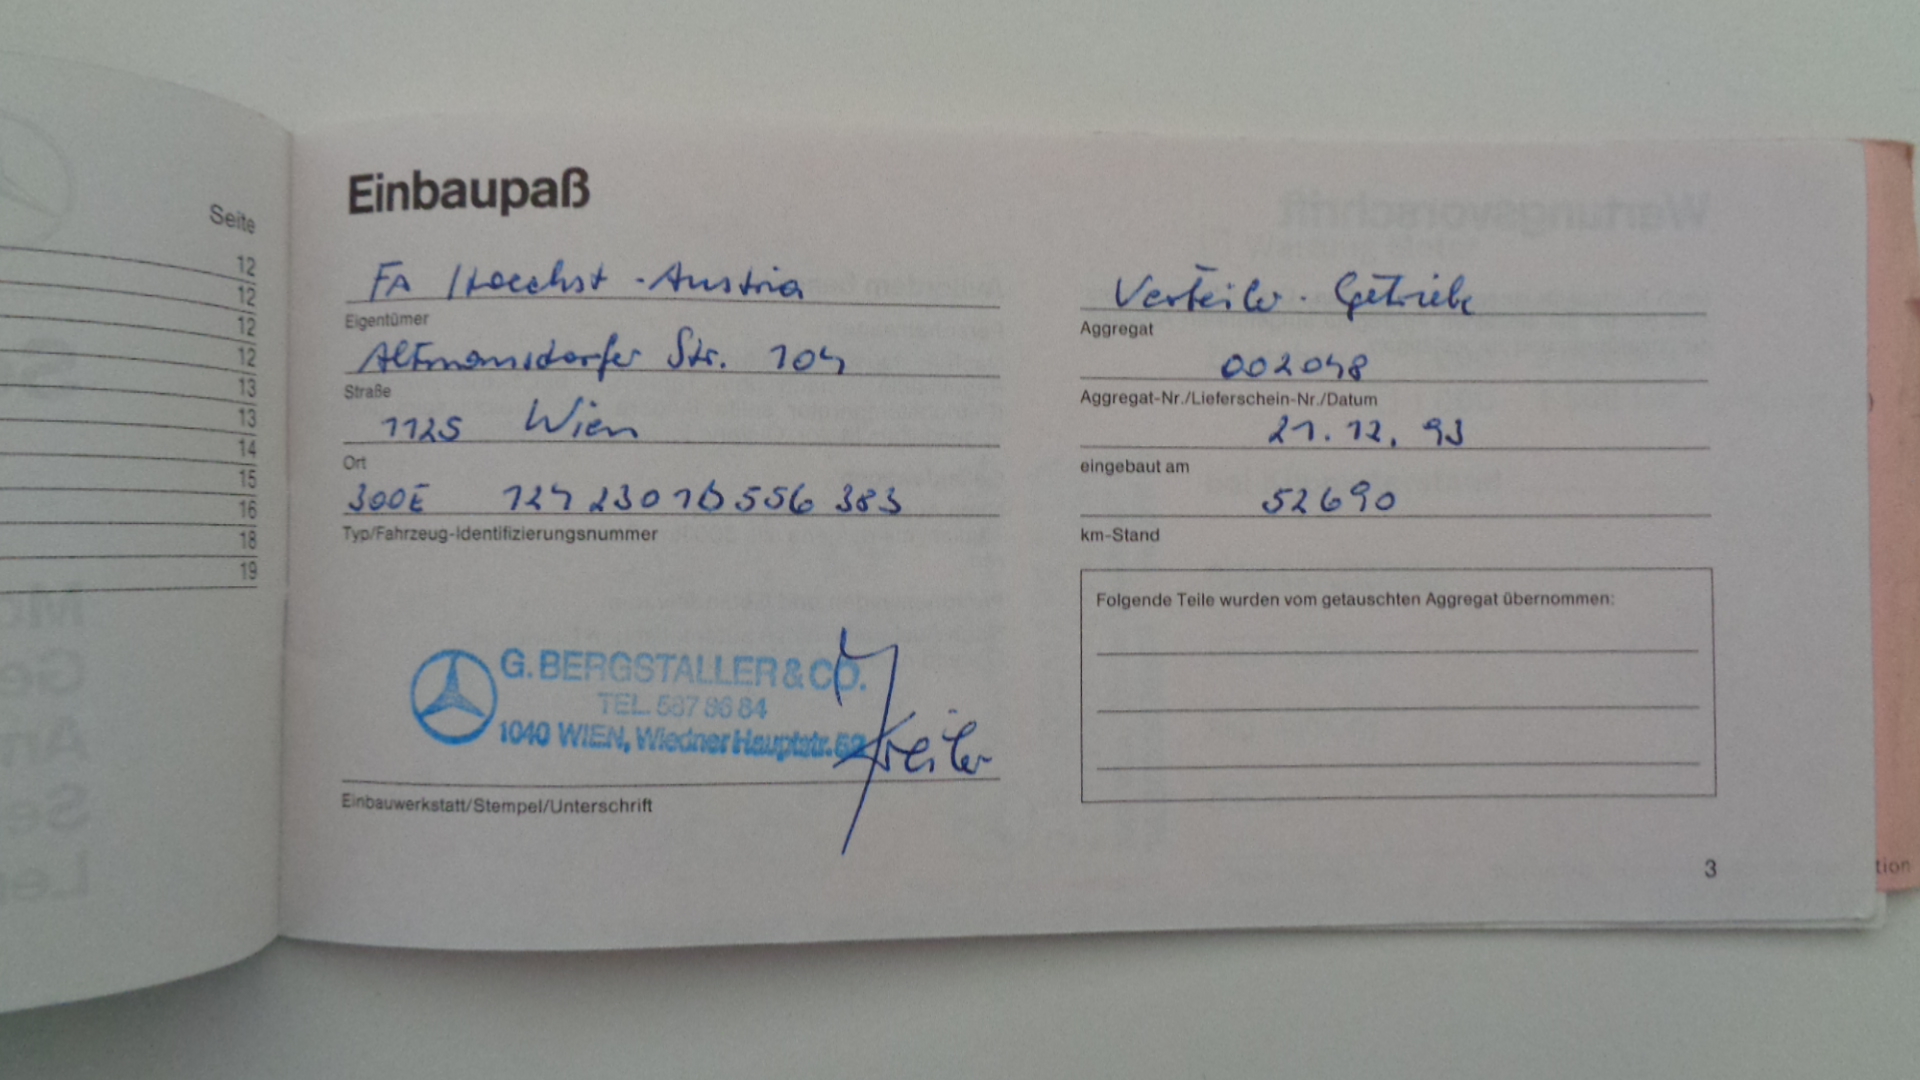 Seite
12
12
12
12
13
13
14
15
16
18
19
Einbaupaß
FA Hoechst - Austria
Eigentümer
Altmansdorfer Str. 104
Straße
1125 Wien
Ort
300E 124 230 1B 556 383
Typ/Fahrzeug-Identifizierungsnummer
G. BERGSTALLER & CO.
TEL. 587 86 84
1040 WIEN, Wiedner Hauptstr.
Einbauwerkstatt/Stempel/Unterschrift
Verteiler - Getriebe
Aggregat
002048
Aggregat-Nr./Lieferschein-Nr./Datum
21. 12. 93
eingebaut am
52690
km-Stand
Folgende Teile wurden vom getauschten Aggregat übernommen:
3
tion